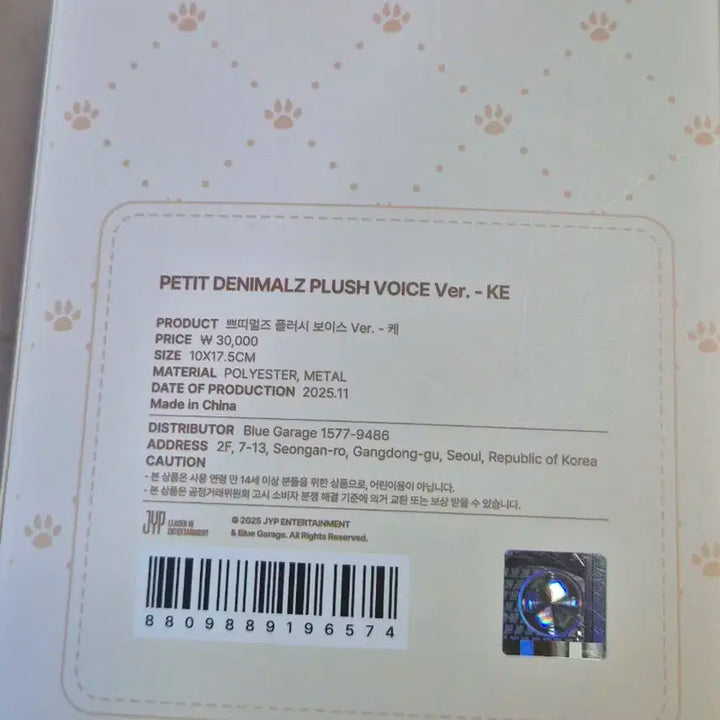 PETIT DENIMALZ PLUSH VOICE Ver. - KE
PRODUCT 쁘띠멀즈 플러시 보이스 Ver. - 케
PRICE ₩ 30,000
SIZE 10X17.5CM
MATERIAL POLYESTER, METAL
DATE OF PRODUCTION 2025.11
Made in China
DISTRIBUTOR Blue Garage 1577-9486
ADDRESS 2F, 7-13, Seongan-ro, Gangdong-gu, Seoul, Republic of Korea
CAUTION
- 본 상품은 사용 연령 만 14세 이상 분들을 위한 상품으로, 어린이용이 아닙니다.
- 본 상품은 공정거래위원회 고시 소비자 분쟁 해결 기준에 의거 교환 또는 보상 받을 수 있습니다.
JYP LEADER IN ENTERTAINMENT
© 2025 JYP ENTERTAINMENT
& Blue Garage. All Rights Reserved.
8809889196574